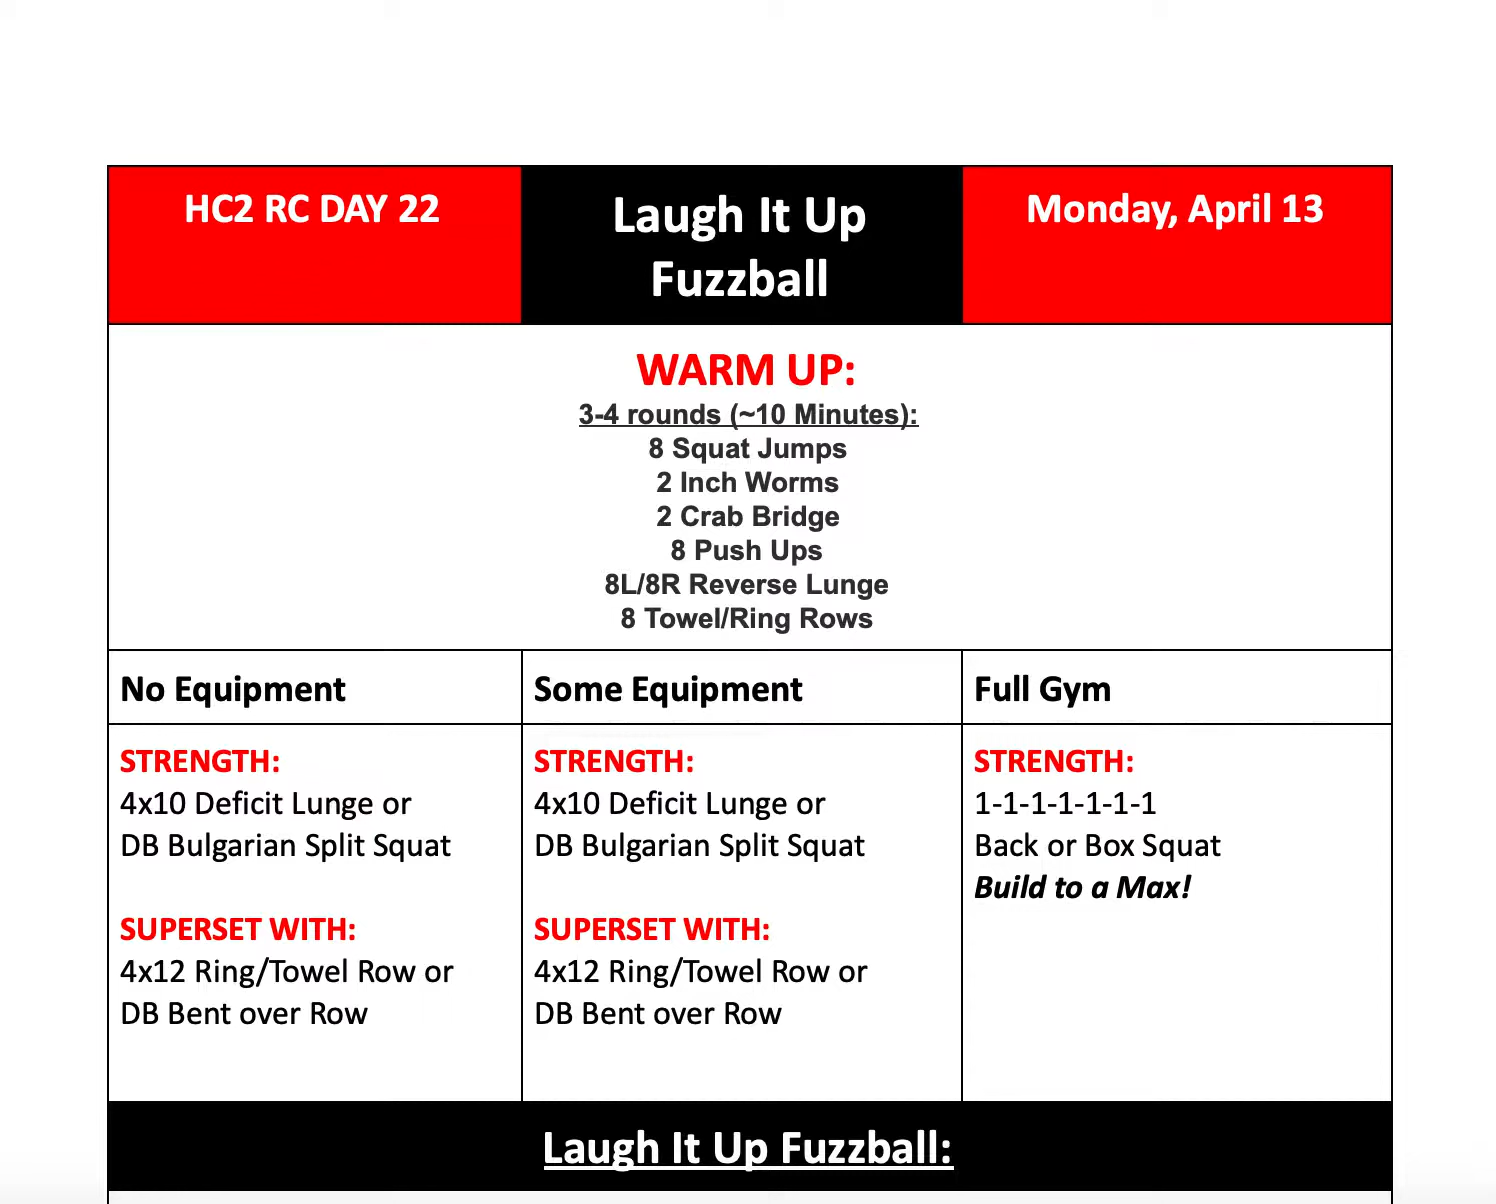 HC2 RC DAY 22
Laugh It Up
Fuzzball
Monday, April 13
WARM UP:
3-4 rounds (~10 Minutes):
8 Squat Jumps
2 Inch Worms
2 Crab Bridge
8 Push Ups
8L/8R Reverse Lunge
8 Towel/Ring Rows
No Equipment
Some Equipment
Full Gym
STRENGTH:
4x10 Deficit Lunge or
DB Bulgarian Split Squat
SUPERSET WITH:
4x12 Ring/Towel Row or
DB Bent over Row
STRENGTH:
4x10 Deficit Lunge or
DB Bulgarian Split Squat
SUPERSET WITH:
4x12 Ring/Towel Row or
DB Bent over Row
STRENGTH:
1-1-1-1-1-1-1
Back or Box Squat
Build to a Max!
Laugh It Up Fuzzball: